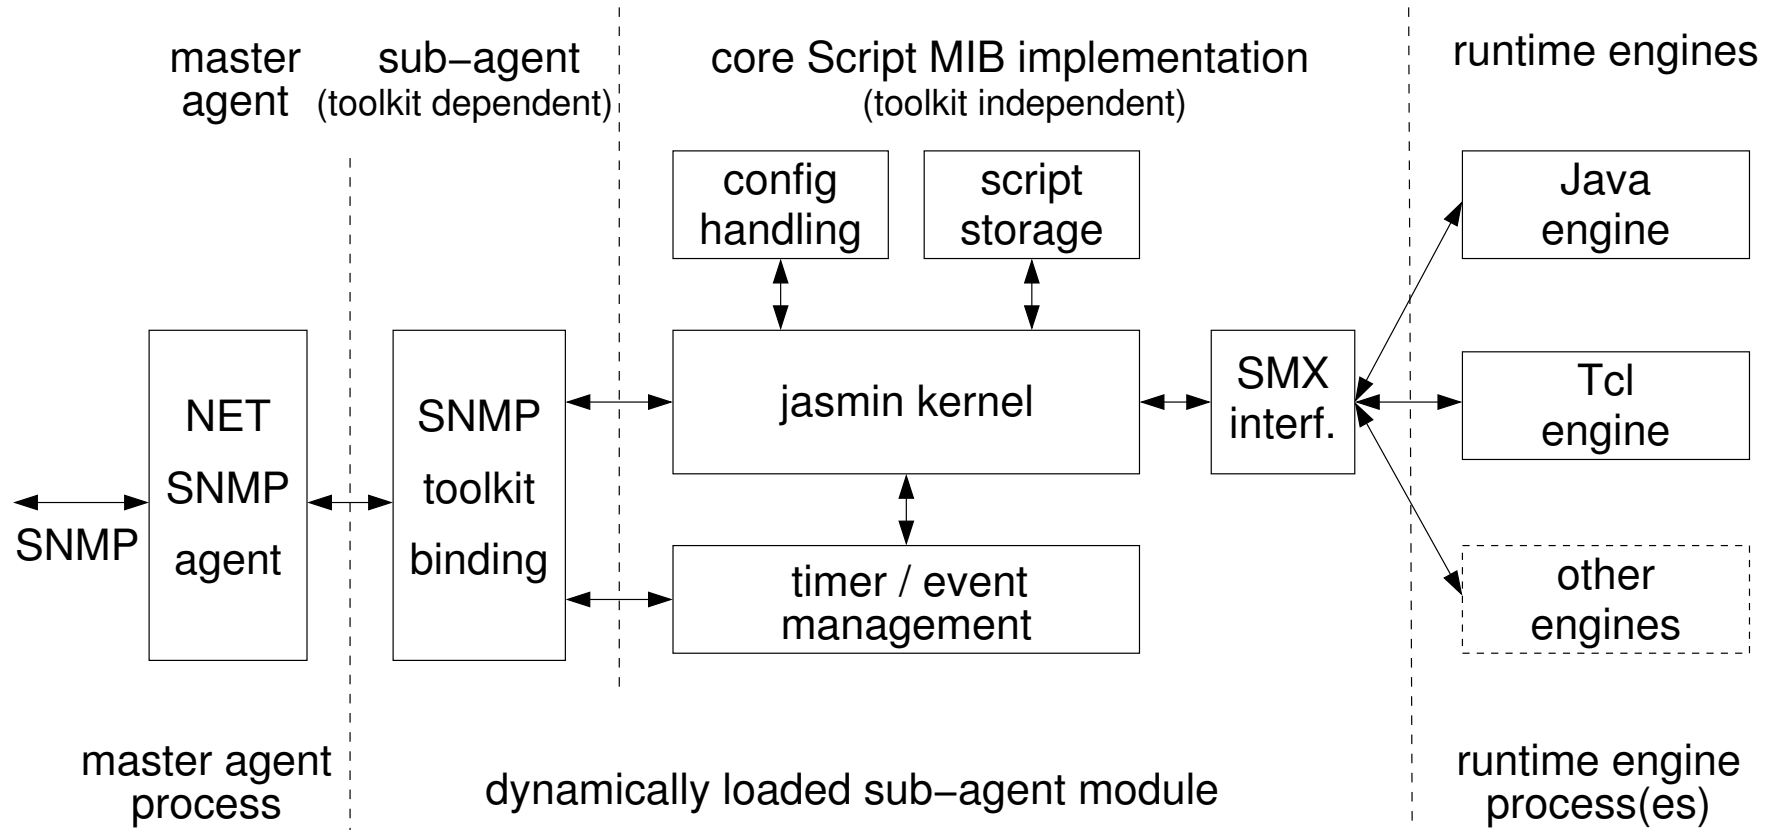 master
agent
sub−agent
(toolkit dependent)
core Script MIB implementation
(toolkit independent)
runtime engines
config
handling
script
storage
Java
engine
NET
SNMP
agent
SNMP
SNMP
toolkit
binding
jasmin kernel
SMX
interf.
Tcl
engine
timer / event
management
other
engines
master agent
process
dynamically loaded sub−agent module
runtime engine
process(es)